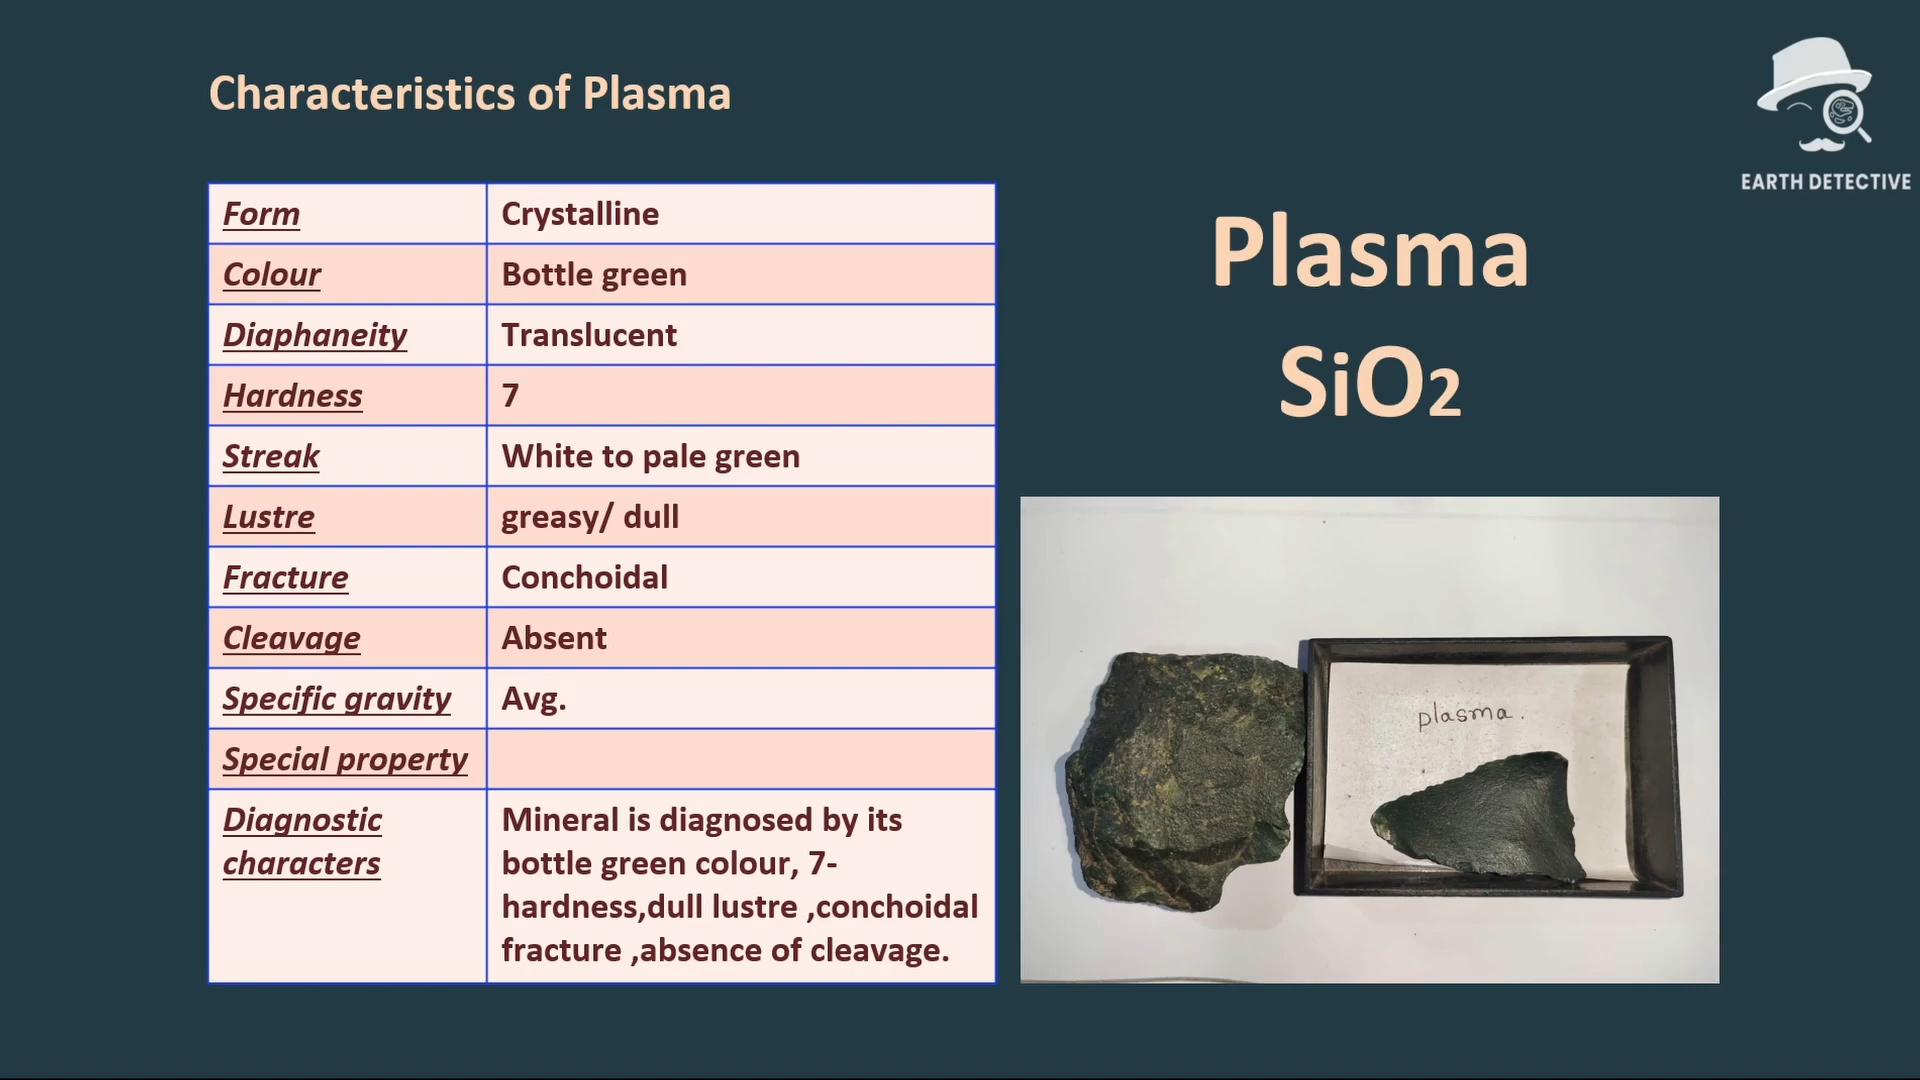 Characteristics of Plasma
EARTH DETECTIVE
Form Crystalline
Colour Bottle green
Diaphaneity Translucent
Hardness 7
Streak White to pale green
Lustre greasy/ dull
Fracture Conchoidal
Cleavage Absent
Specific gravity Avg.
Special property
Diagnostic characters
Mineral is diagnosed by its
bottle green colour, 7-
hardness,dull lustre ,conchoidal
fracture ,absence of cleavage.
Plasma
SiO2
plasma.